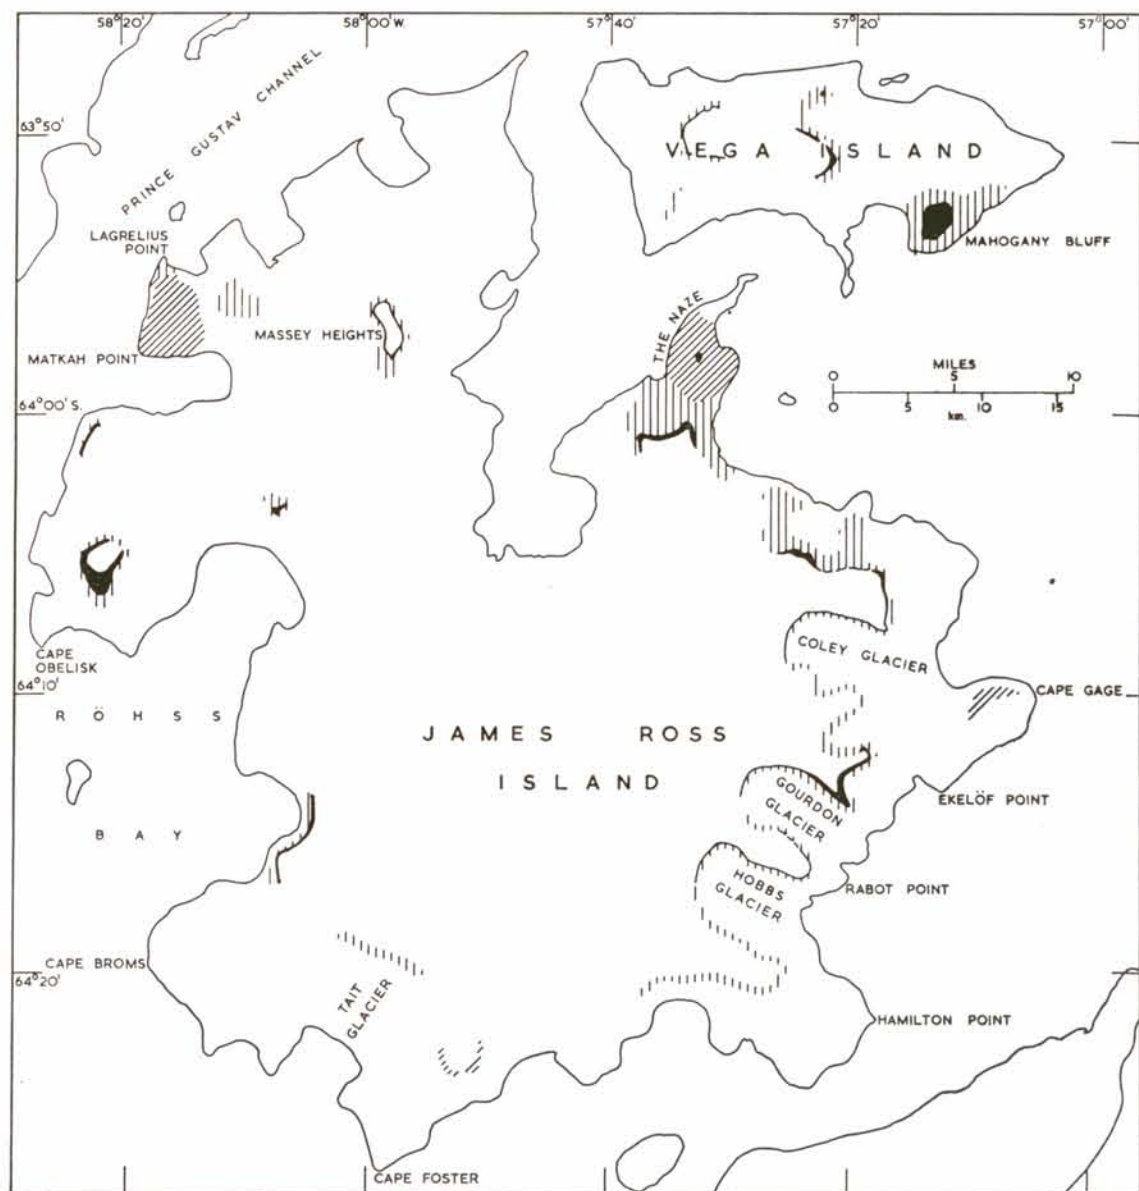 58°20'
58°00'W
57°40'
57°20'
57°00'
63°50'
PRINCE GUSTAV CHANNEL
VEGA ISLAND
LAGRELIUS
POINT
MAHOGANY BLUFF
MASSEY HEIGHTS
THE NAZE
MATKAH POINT
MILES
0 5 10
0 5 10 15
km.
64°00'S.
COLEY GLACIER
CAPE
OBELISK
64°10'
CAPE GAGE
RÖHSS
JAMES ROSS
ISLAND
GOURDON
GLACIER
EKELÖF POINT
BAY
HOBBS
GLACIER
RABOT POINT
CAPE BROMS
64°20'
TAIT
GLACIER
HAMILTON POINT
CAPE FOSTER